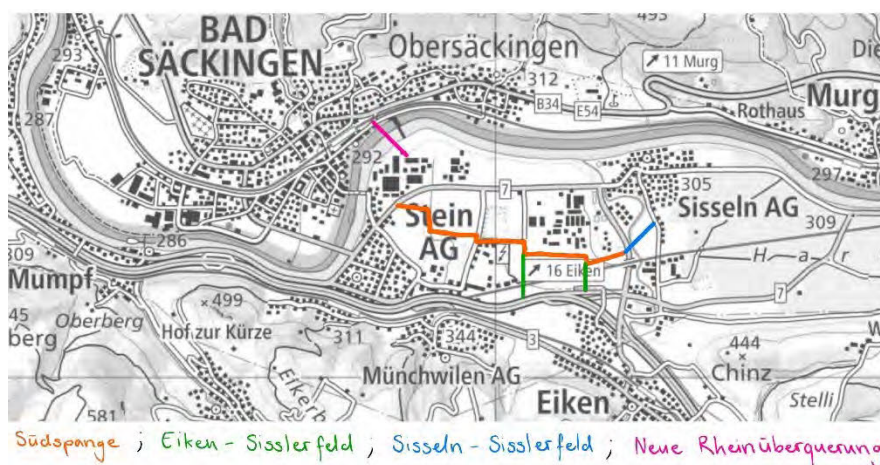 493
BAD
SÄCKINGEN
Obersäckingen
11 Murg
Die
293
312
B34
E54
Rothaus
Murg
287
292
297
7
305
Stein
AG
Sisseln AG
309
286
309
Mumpf
16 Eiken
H a r
7
499
45
berg
Oberberg
Hof zur Kürze
311
344
3
444
Chinz
W
Münchwilen AG
Eikerb
Eiken
Stelli
581
Südspange ; Eiken - Sisslerfeld ; Sisseln - Sisslerfeld ; Neue Rheinüberquerung